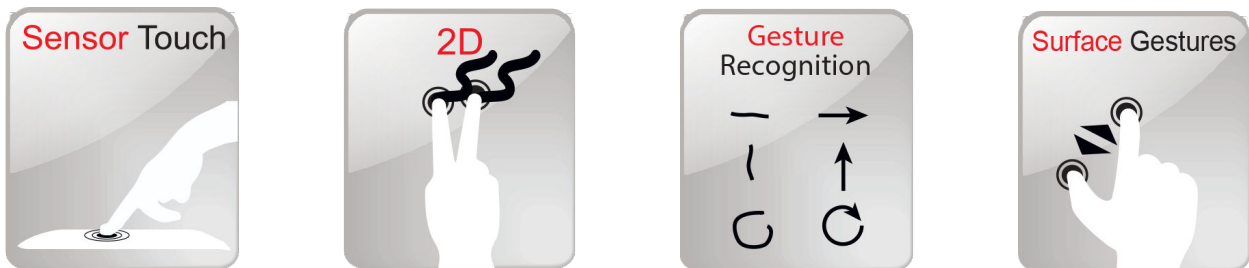 Sensor Touch
2D
Gesture
Recognition
Surface Gestures